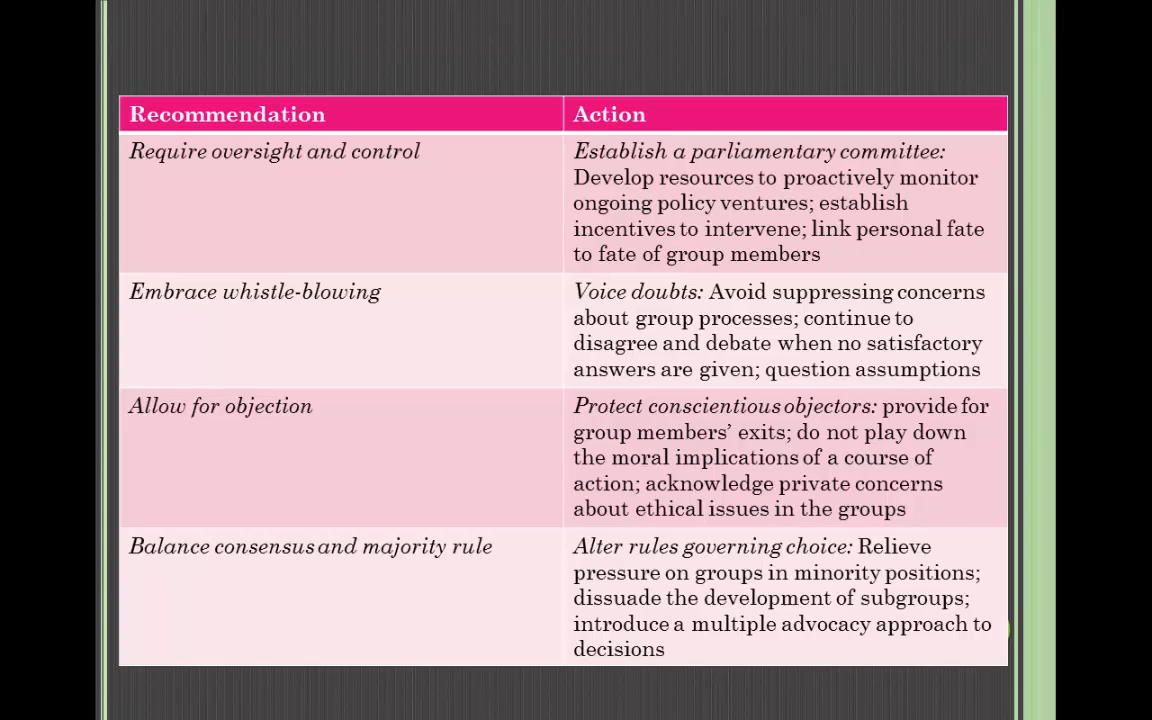 Recommendation
Action
Require oversight and control
Establish a parliamentary committee:
Develop resources to proactively monitor
ongoing policy ventures; establish
incentives to intervene; link personal fate
to fate of group members
Embrace whistle-blowing
Voice doubts: Avoid suppressing concerns
about group processes; continue to
disagree and debate when no satisfactory
answers are given; question assumptions
Allow for objection
Protect conscientious objectors: provide for
group members’ exits; do not play down
the moral implications of a course of
action; acknowledge private concerns
about ethical issues in the groups
Balance consensus and majority rule
Alter rules governing choice: Relieve
pressure on groups in minority positions;
dissuade the development of subgroups;
introduce a multiple advocacy approach to
decisions